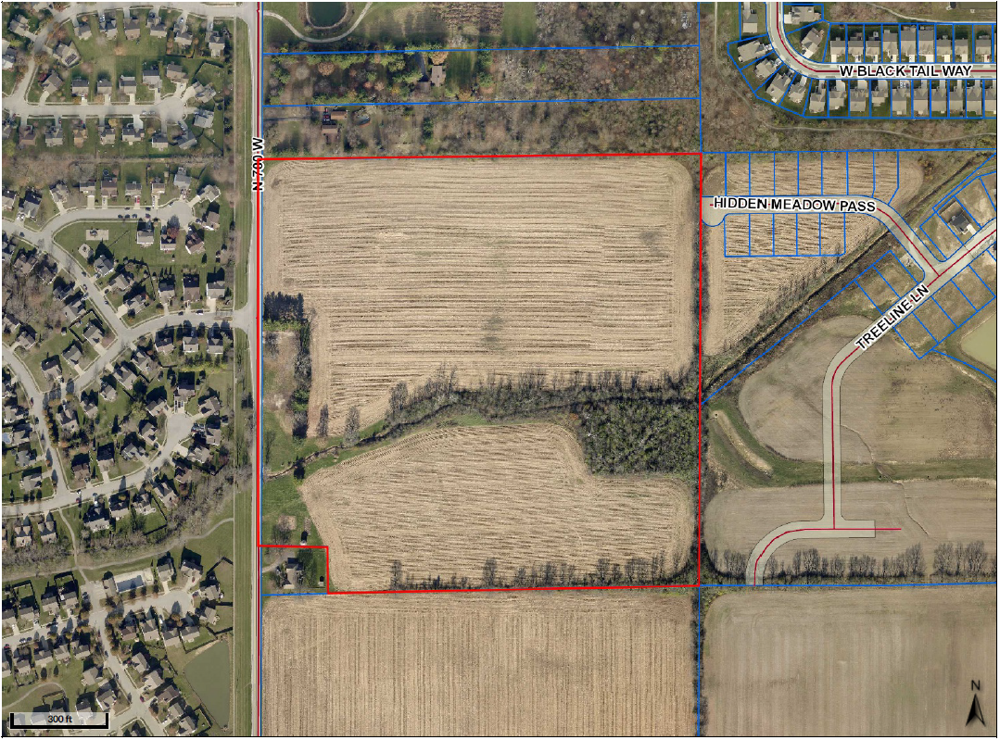 W BLACK TAIL WAY
N 700 W
HIDDEN MEADOW PASS
TREELINE LN
300 ft
N